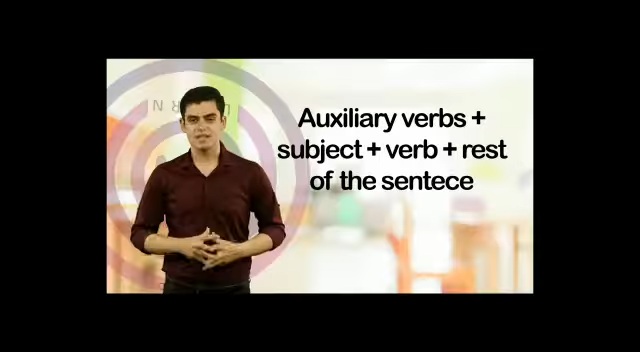 Auxiliary verbs +
subject + verb + rest
of the sentece